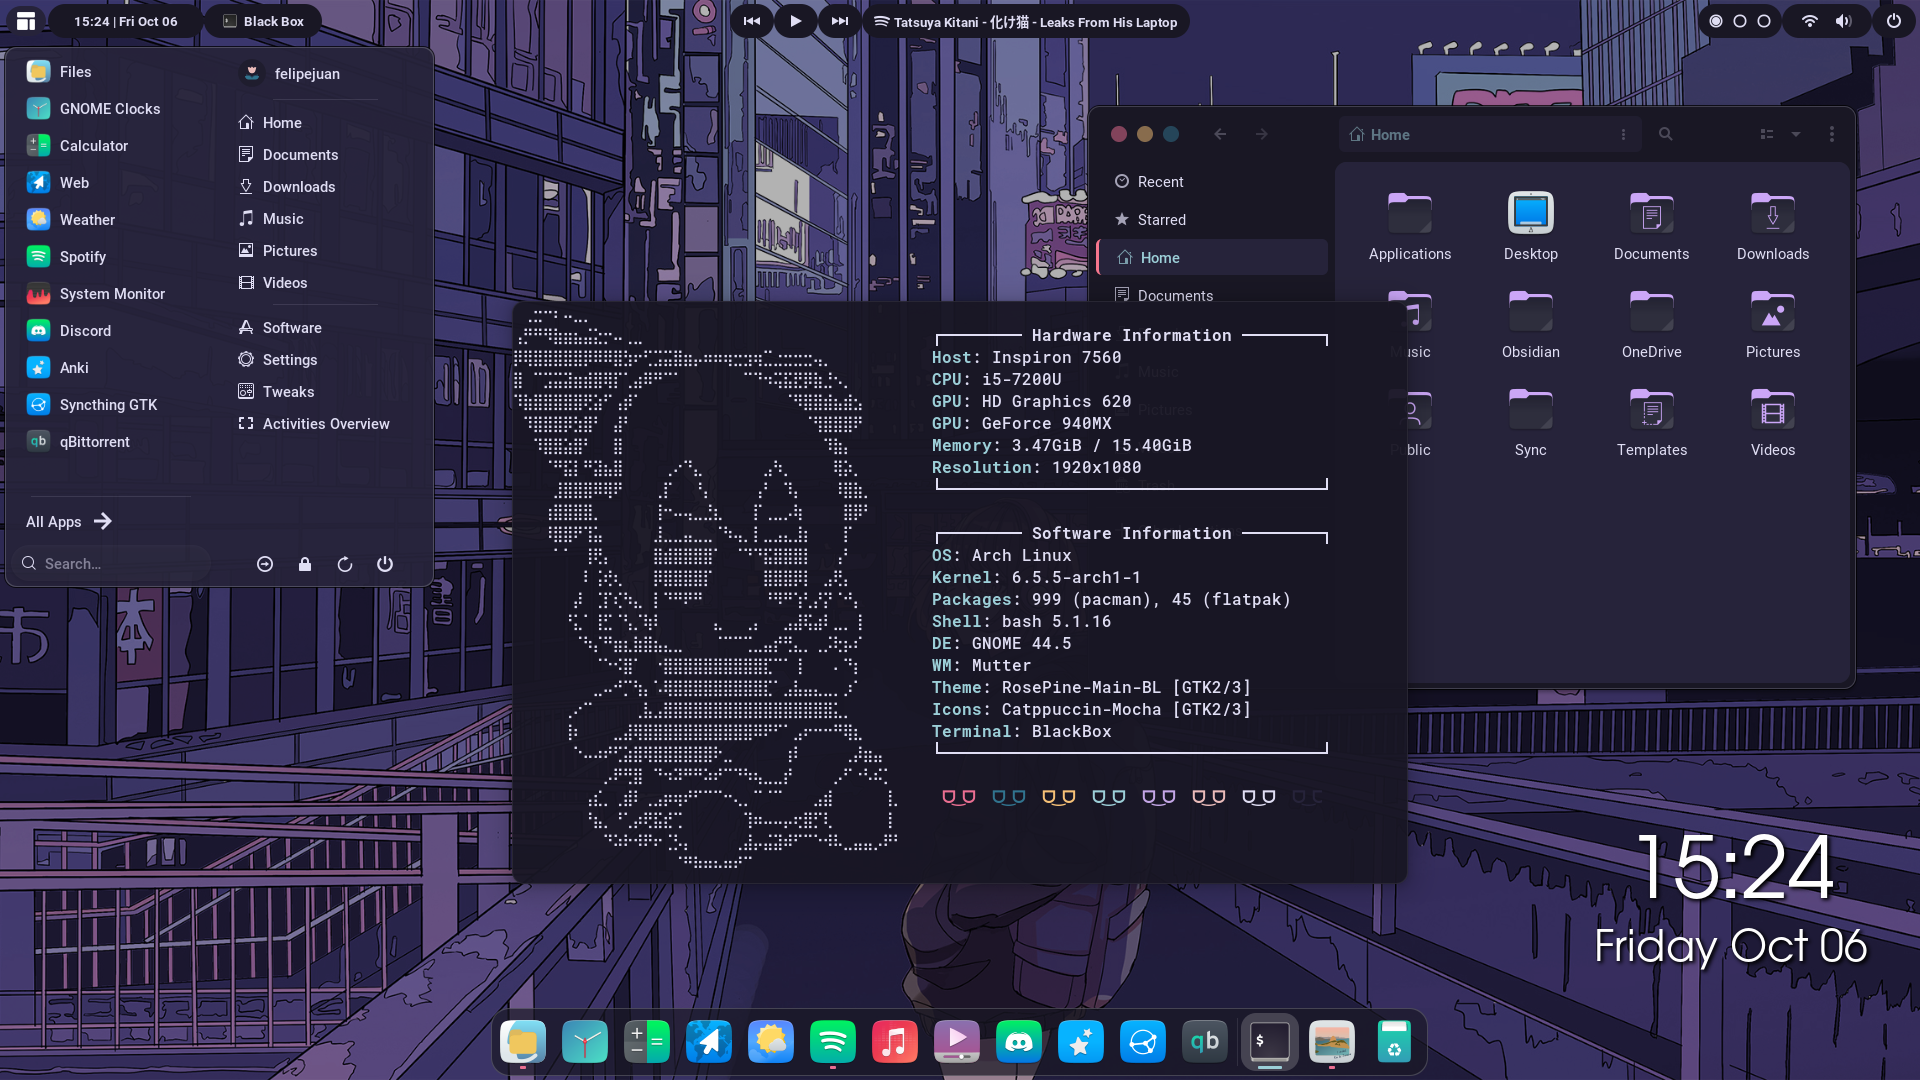 15:24 | Fri Oct 06
Black Box
Tatsuya Kitani - 化け猫 - Leaks From His Laptop
Files
GNOME Clocks
Calculator
Web
Weather
Spotify
System Monitor
Discord
Anki
Syncthing GTK
qBittorrent
All Apps
Search...
felipejuan
Home
Documents
Downloads
Music
Pictures
Videos
Software
Settings
Tweaks
Activities Overview
Home
Recent
Starred
Home
Documents
Music
Pictures
Trash
Applications
Desktop
Documents
Downloads
usic
Obsidian
OneDrive
Pictures
blic
Sync
Templates
Videos
Hardware Information
Host: Inspiron 7560
CPU: i5-7200U
GPU: HD Graphics 620
GPU: GeForce 940MX
Memory: 3.47GiB / 15.40GiB
Resolution: 1920x1080
Software Information
OS: Arch Linux
Kernel: 6.5.5-arch1-1
Packages: 999 (pacman), 45 (flatpak)
Shell: bash 5.1.16
DE: GNOME 44.5
WM: Mutter
Theme: RosePine-Main-BL [GTK2/3]
Icons: Catppuccin-Mocha [GTK2/3]
Terminal: BlackBox
15:24
Friday Oct 06
qb
$